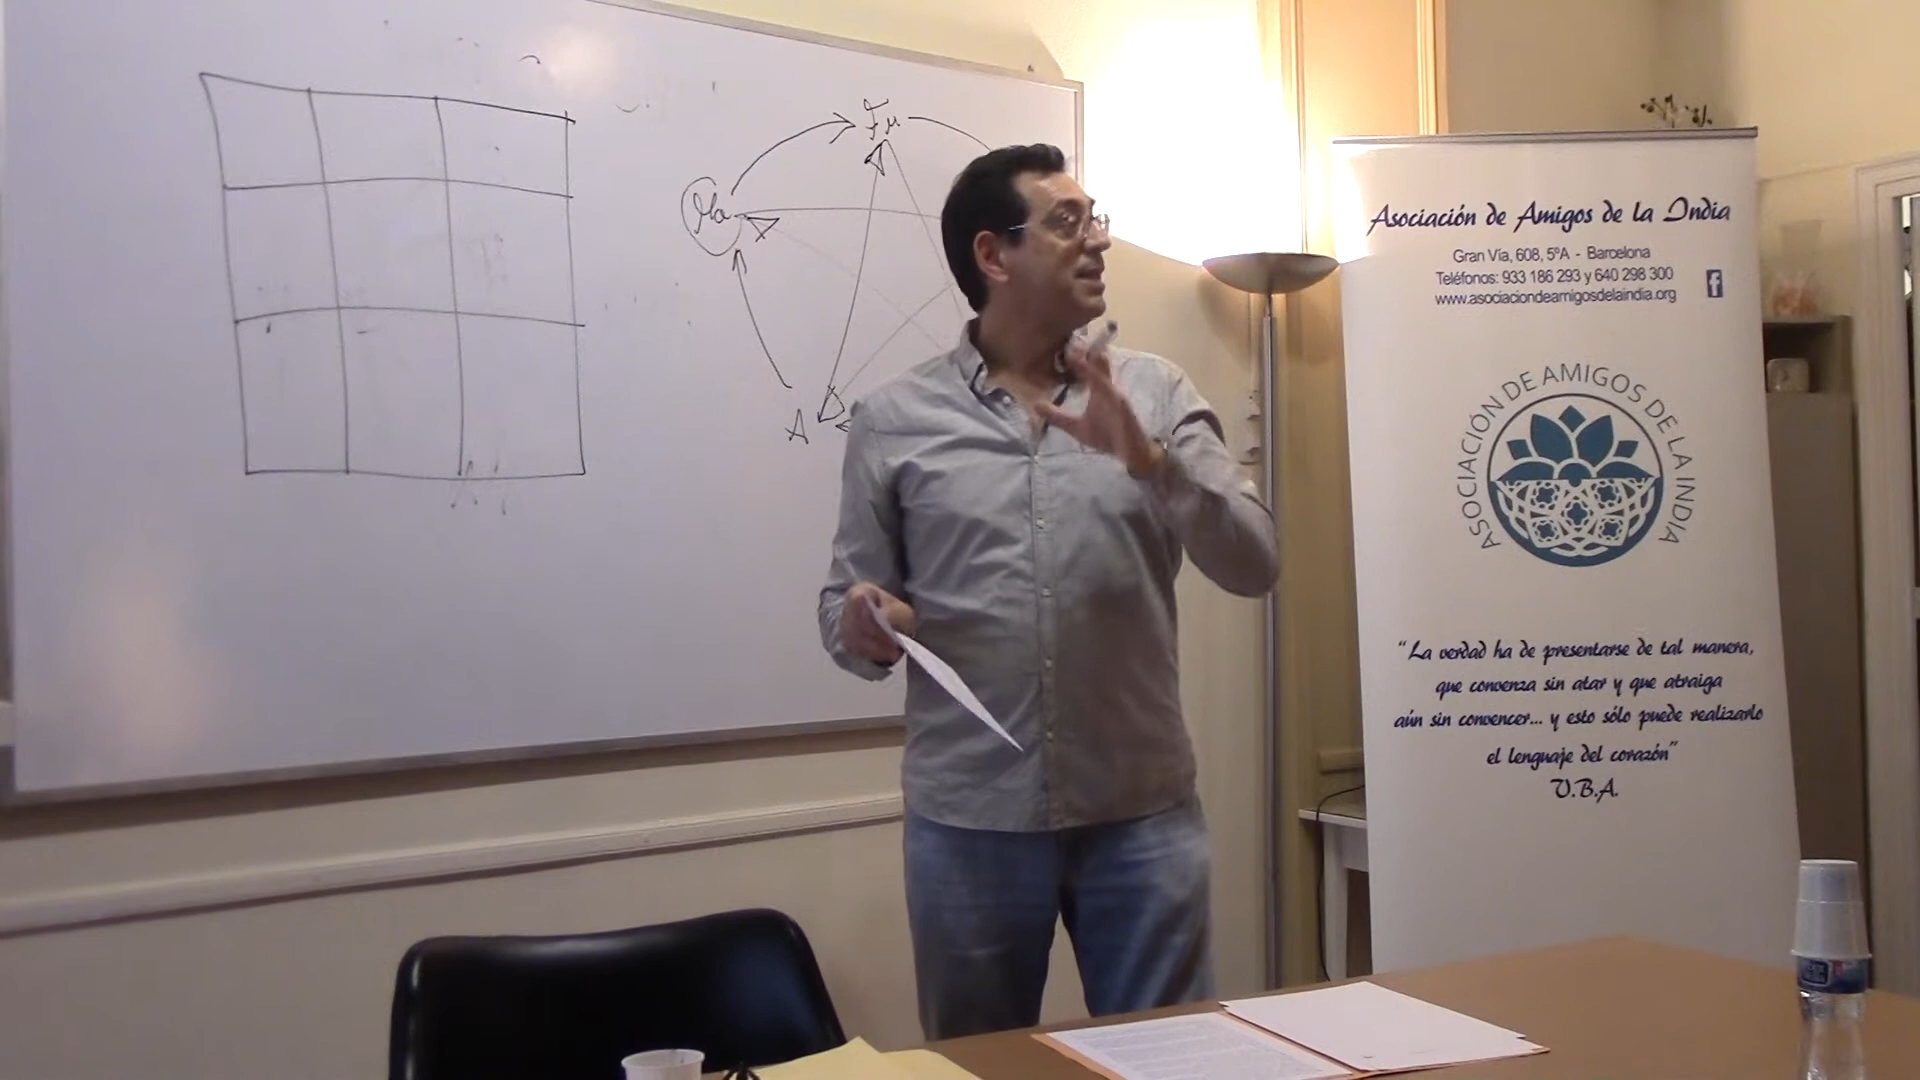 Fu
Ma
A
Asociación de Amigos de la India
Gran Vía, 608, 5ºA - Barcelona
Teléfonos: 933 186 293 y 640 298 300
www.asociaciondeamigosdelaindia.org
f
ASOCIACIÓN DE AMIGOS DE LA INDIA
“La verdad ha de presentarse de tal manera,
que convenza sin atar y que atraiga
aún sin convencer... y esto sólo puede realizarlo
el lenguaje del corazón”
V.B.A.